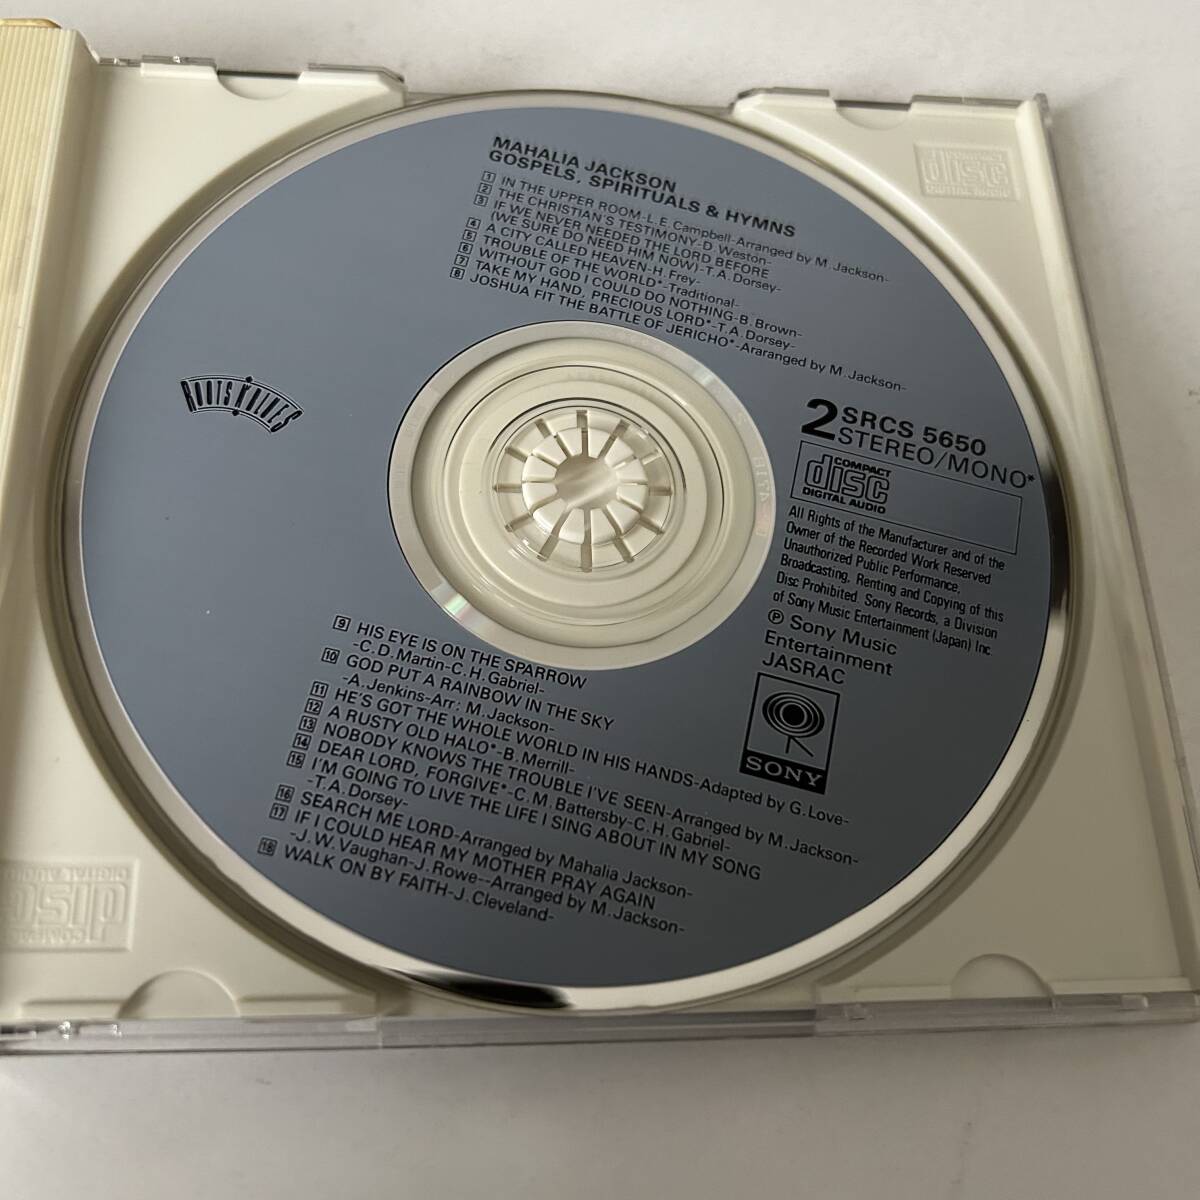 MAHALIA JACKSON
GOSPELS, SPIRITUALS & HYMNS
1 IN THE UPPER ROOM-L.E. Campbell-Arranged by M. Jackson-
2 THE CHRISTIAN'S TESTIMONY-D. Weston-
3 IF WE NEVER NEEDED THE LORD BEFORE
(WE SURE DO NEED HIM NOW)-T.A. Dorsey-
4 A CITY CALLED HEAVEN-H. Frey-
5 TROUBLE OF THE WORLD*-Traditional-
6 WITHOUT GOD I COULD DO NOTHING-B. Brown-
7 TAKE MY HAND, PRECIOUS LORD*-T.A. Dorsey-
8 JOSHUA FIT THE BATTLE OF JERICHO*-Araranged by M. Jackson-
ROOTS N' BLUES
2 SRCS 5650
STEREO/MONO*
COMPACT
disc
DIGITAL AUDIO
All Rights of the Manufacturer and of the
Owner of the Recorded Work Reserved
Unauthorized Public Performance,
Broadcasting, Renting and Copying of this
Disc Prohibited. Sony Records, a Division
of Sony Music Entertainment (Japan) Inc.
Ⓟ Sony Music
Entertainment
JASRAC
SONY
9 HIS EYE IS ON THE SPARROW
-C.D. Martin-C.H. Gabriel-
10 GOD PUT A RAINBOW IN THE SKY
-A. Jenkins-Arr: M. Jackson-
11 HE'S GOT THE WHOLE WORLD IN HIS HANDS-Adapted by G. Love-
12 A RUSTY OLD HALO*-B. Merrill-
13 NOBODY KNOWS THE TROUBLE I'VE SEEN-Arranged by M. Jackson-
14 DEAR LORD, FORGIVE*-C.M. Battersby-C.H. Gabriel-
15 I'M GOING TO LIVE THE LIFE I SING ABOUT IN MY SONG
-T.A. Dorsey-
16 SEARCH ME LORD-Arranged by Mahalia Jackson-
17 IF I COULD HEAR MY MOTHER PRAY AGAIN
-J.W. Vaughan-J. Rowe--Arranged by M. Jackson-
18 WALK ON BY FAITH-J. Cleveland-
COMPACT
disc
DIGITAL AUDIO
COMPACT
disc
DIGITAL AUDIO